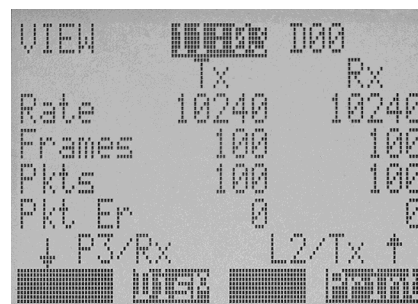 VIEW D00
Tx Rx
Rate 10240 10240
Frames 100 100
Pkts 100 100
Pkt Er 0 0
↓ P3/Rx L2/Tx ↑
Print